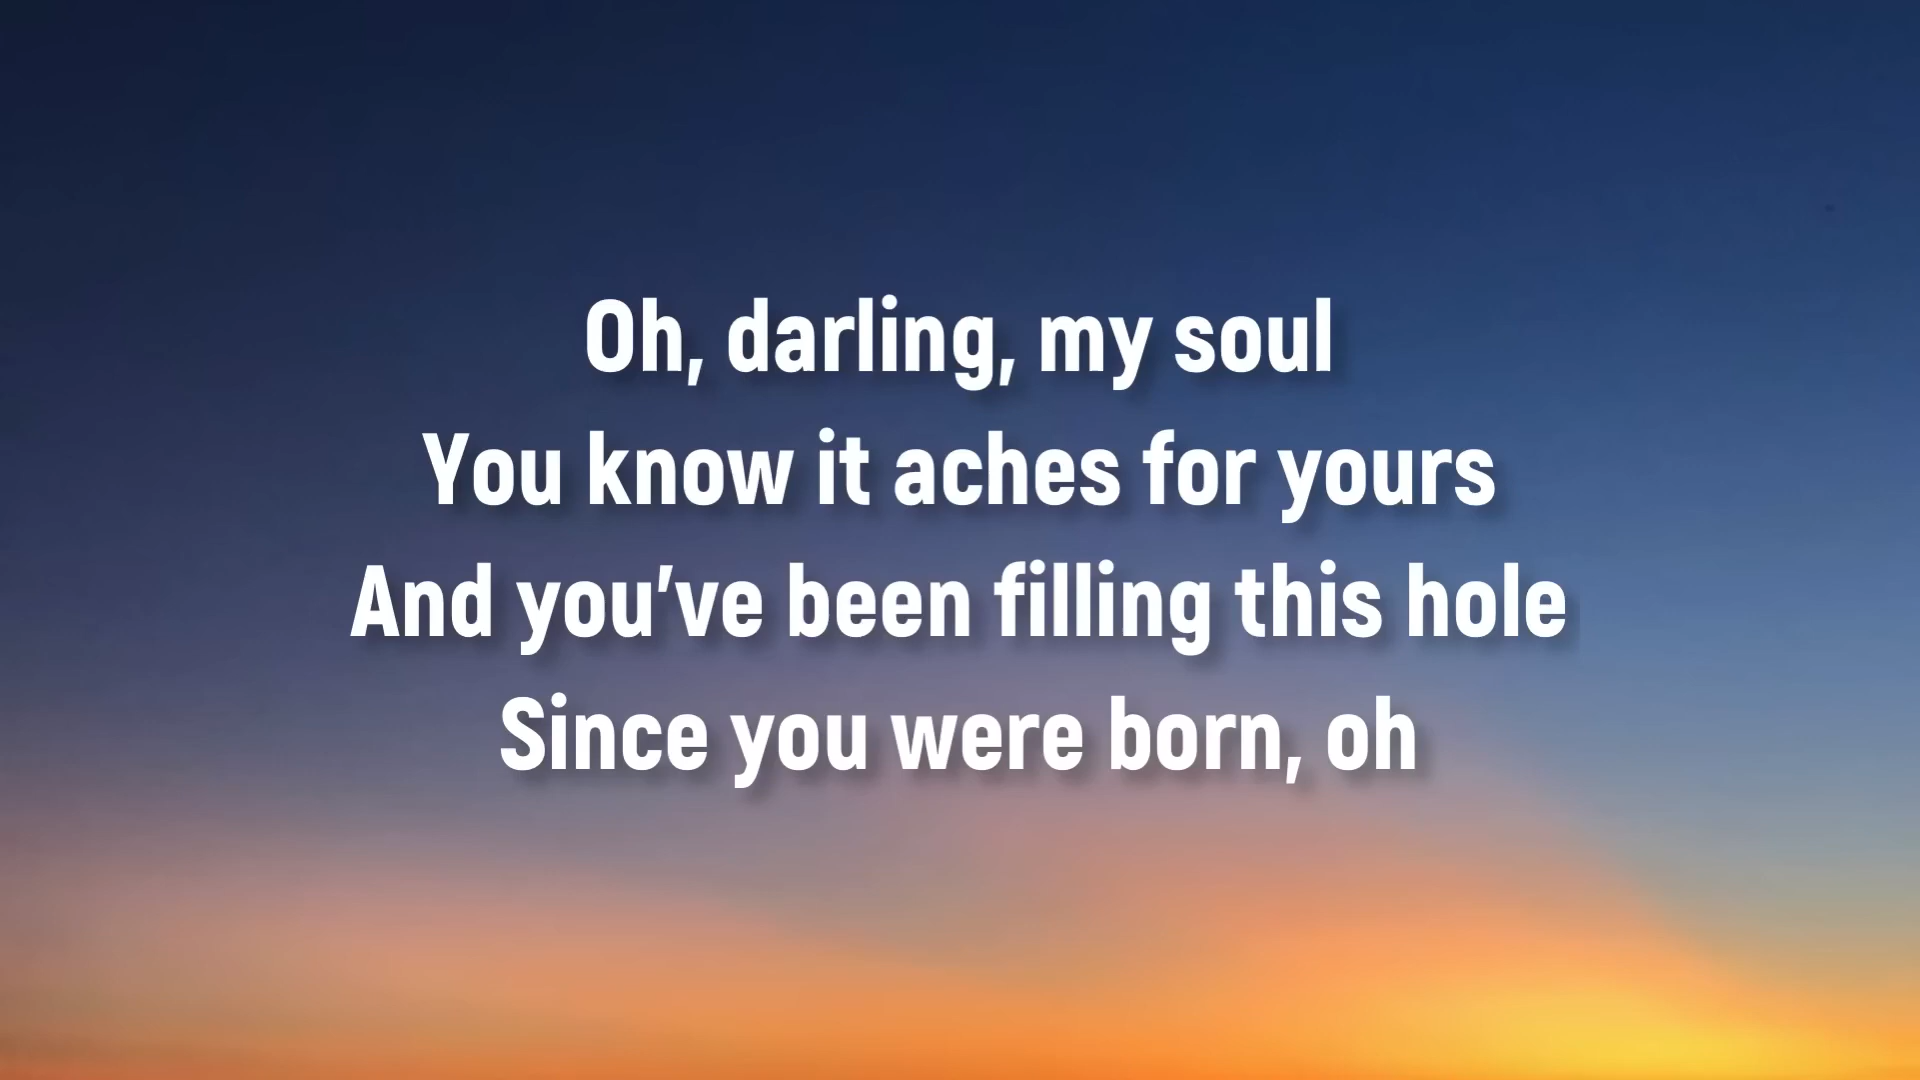 Oh, darling, my soul
You know it aches for yours
And you've been filling this hole
Since you were born, oh